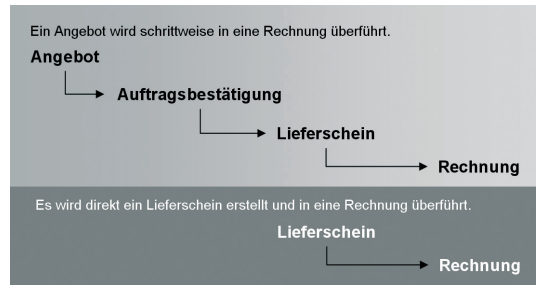 Ein Angebot wird schrittweise in eine Rechnung überführt.
Angebot
Auftragsbestätigung
Lieferschein
Rechnung
Es wird direkt ein Lieferschein erstellt und in eine Rechnung überführt.
Lieferschein
Rechnung